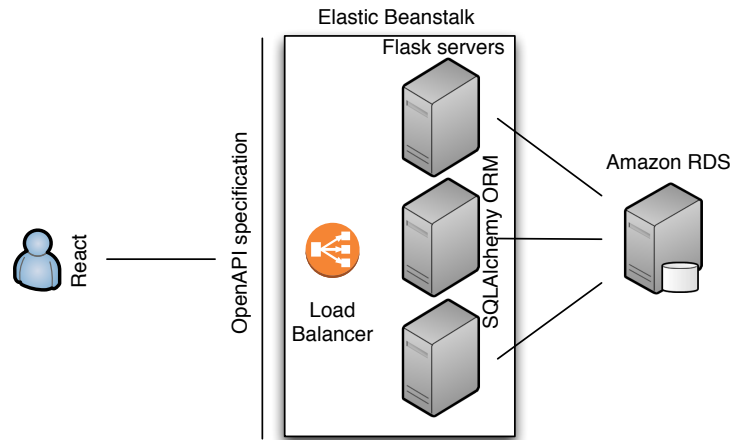 Elastic Beanstalk
Flask servers
OpenAPI specification
React
Load
Balancer
SQLAlchemy ORM
Amazon RDS